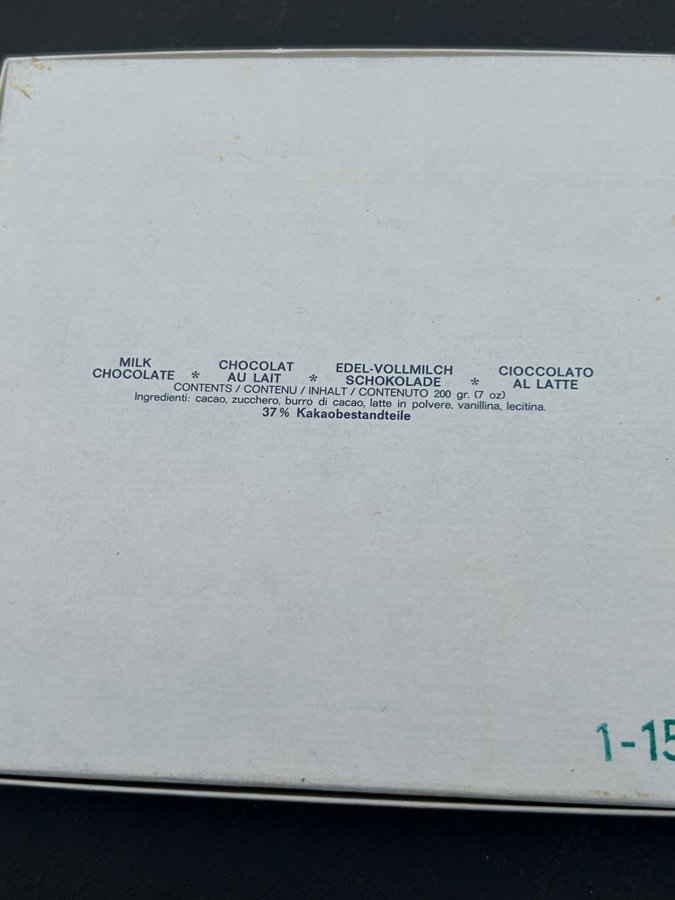 MILK CHOCOLATE * CHOCOLAT AU LAIT * EDEL-VOLLMILCH SCHOKOLADE * CIOCCOLATO AL LATTE
CONTENTS / CONTENU / INHALT / CONTENUTO 200 gr. (7 oz)
Ingredienti: cacao, zucchero, burro di cacao, latte in polvere, vanillina, lecitina.
37% Kakaobestandteile
1-15